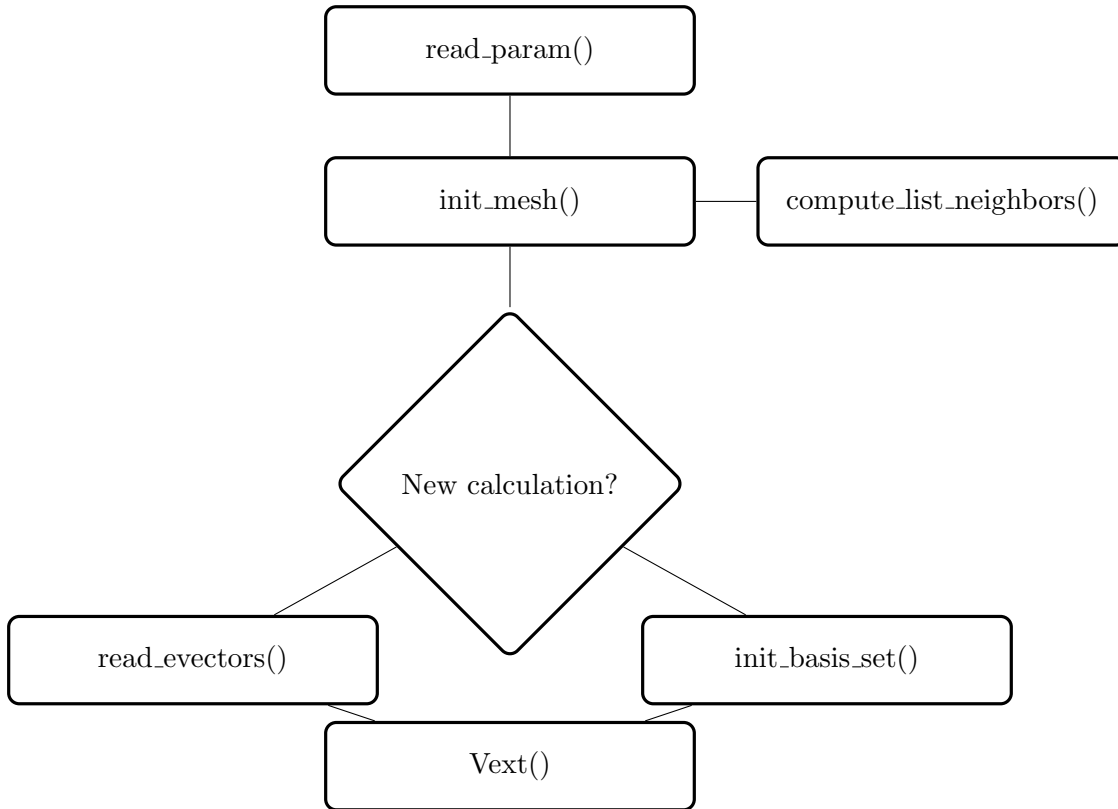 read_param()
init_mesh()
compute_list_neighbors()
New calculation?
read_evectors()
init_basis_set()
Vext()